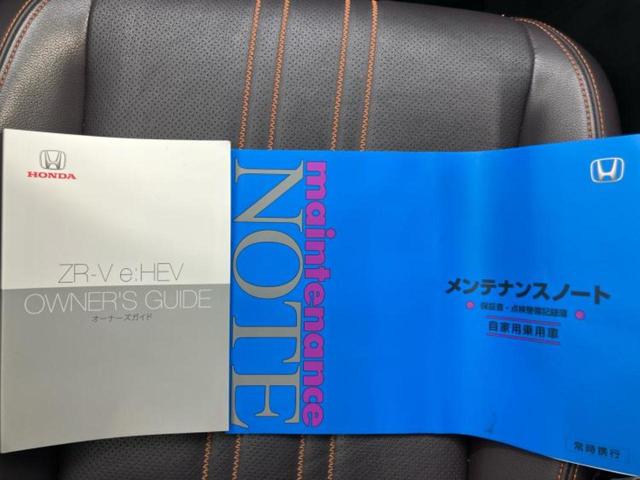 HONDA
ZR-V e:HEV
OWNER'S GUIDE
オーナーズガイド
maintenance
NOTE
メンテナンスノート
保証書・点検整備記録簿
自家用乗用車
常時携行